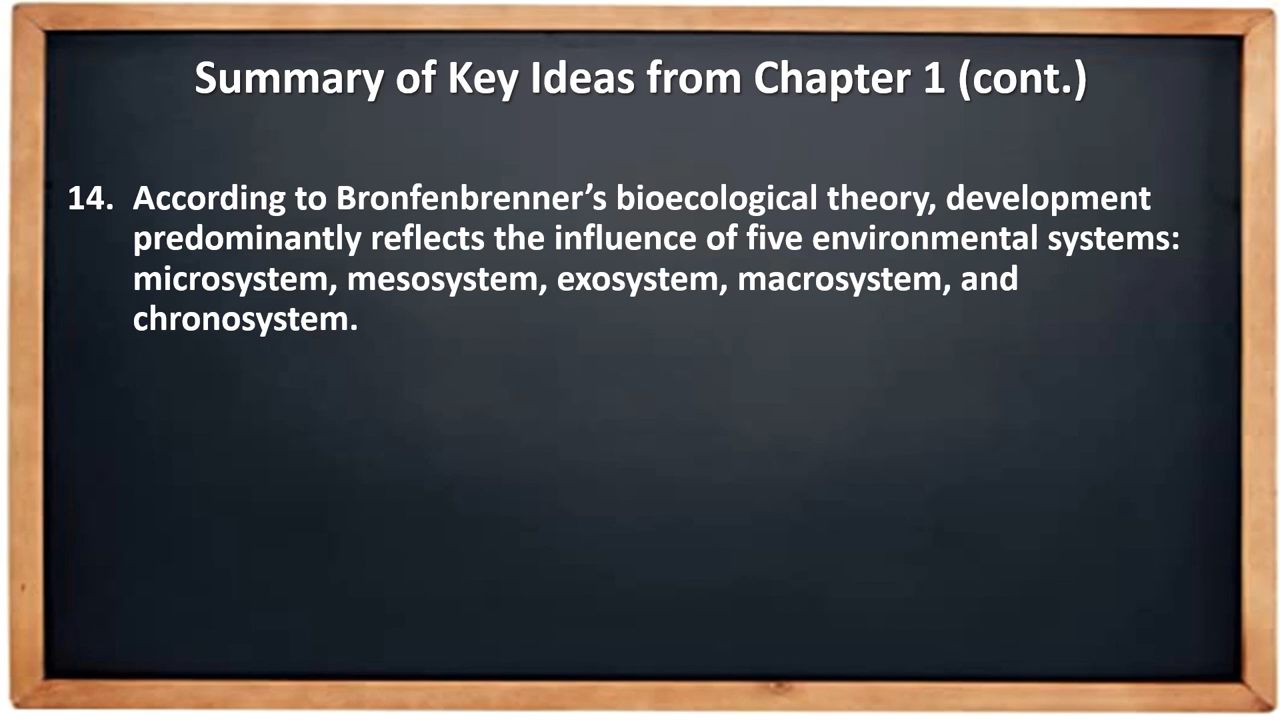 Summary of Key Ideas from Chapter 1 (cont.)
14. According to Bronfenbrenner’s bioecological theory, development
predominantly reflects the influence of five environmental systems:
microsystem, mesosystem, exosystem, macrosystem, and
chronosystem.